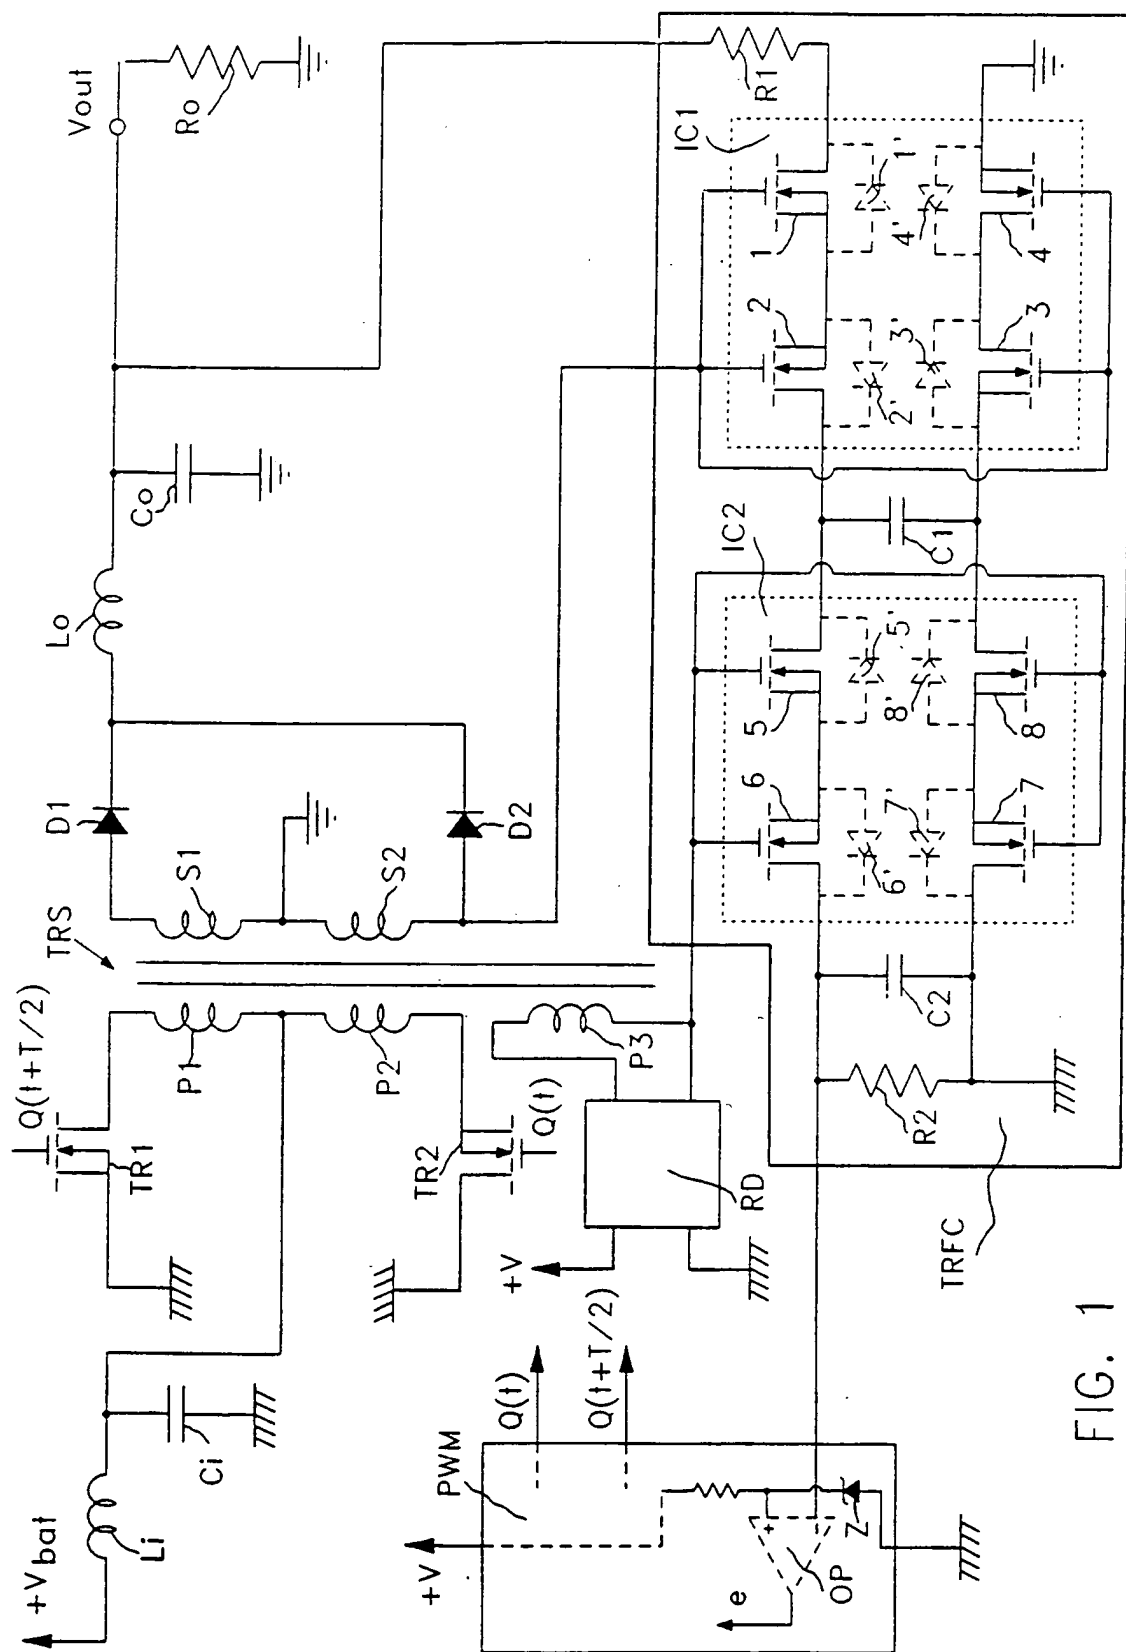 +Vbat
Li
Ci
Q(t+T/2)
TR1
P1
TRS
P2
TR2
Q(t)
P3
RD
+V
S1
S2
D1
D2
Lo
Co
Vout
Ro
PWM
+V
Q(t)
Q(t+T/2)
e
OP
+
-
Z
R1
IC1
1
2
1'
2'
3'
4'
3
4
C1
IC2
5
6
5'
6'
7'
8'
7
8
C2
R2
TRFC
FIG. 1